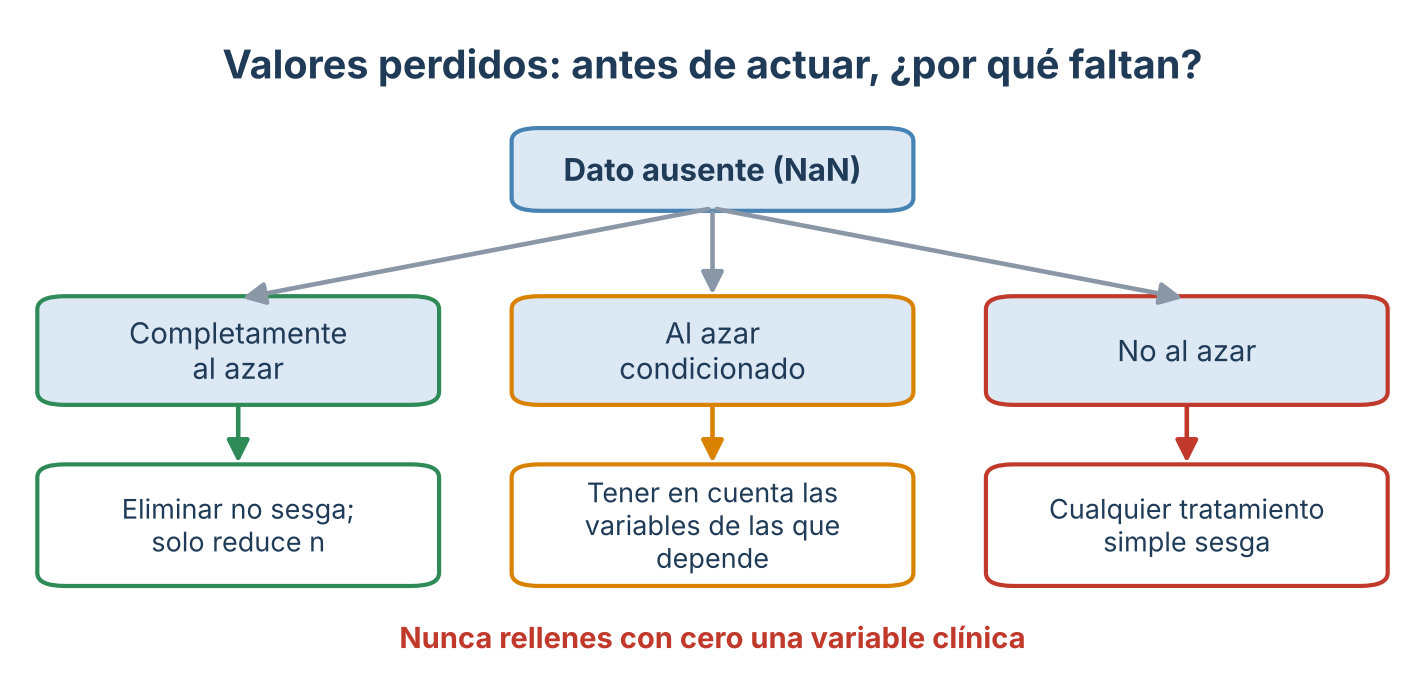 Valores perdidos: antes de actuar, ¿por qué faltan?
Dato ausente (NaN)
Completamente
al azar
Al azar
condicionado
No al azar
Eliminar no sesga;
solo reduce n
Tener en cuenta las
variables de las que
depende
Cualquier tratamiento
simple sesga
Nunca rellenes con cero una variable clínica